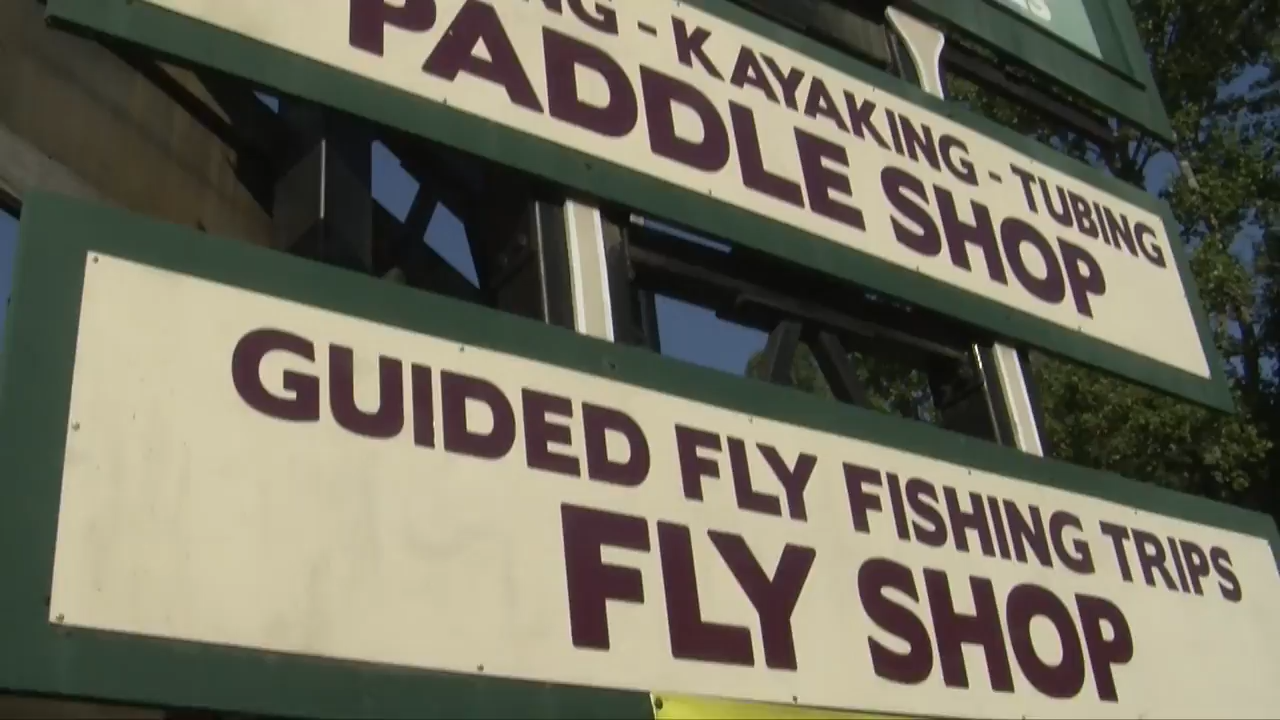 - KAYAKING - TUBING
PADDLE SHOP
GUIDED FLY FISHING TRIPS
FLY SHOP